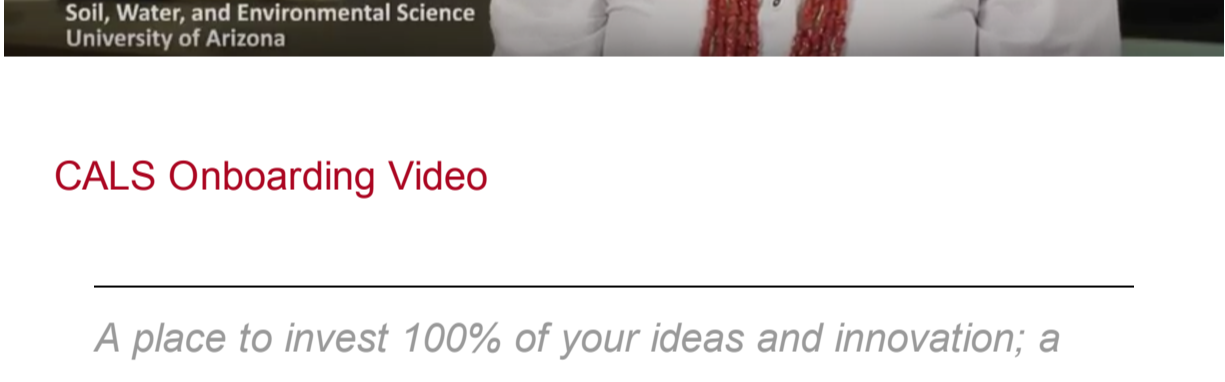 Soil, Water, and Environmental Science
University of Arizona
CALS Onboarding Video
A place to invest 100% of your ideas and innovation; a